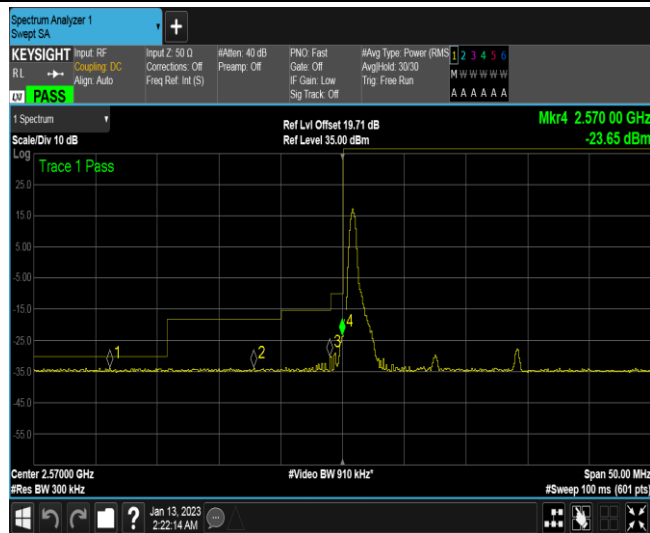 Spectrum Analyzer 1
Swept SA
+
KEYSIGHT Input: RF Input Z: 50 Ω #Atten: 40 dB PNO: Fast #Avg Type: Power (RMS 1 2 3 4 5 6
RL Coupling: DC Corrections: Off Preamp: Off Gate: Off Avg|Hold: 30/30 M W W W W W
Align: Auto Freq Ref: Int (S) IF Gain: Low Trig: Free Run
LXI PASS Sig Track: Off A A A A A A
1 Spectrum Ref Lvl Offset 19.71 dB Mkr4 2.570 00 GHz
Scale/Div 10 dB Ref Level 35.00 dBm -23.65 dBm
Log
Trace 1 Pass
25.0
15.0
5.00
-5.00
-15.0
4
-25.0
3
1 2
-35.0
-45.0
-55.0
Center 2.57000 GHz #Video BW 910 kHz* Span 50.00 MHz
#Res BW 300 kHz #Sweep 100 ms (601 pts)
? Jan 13, 2023
2:22:14 AM